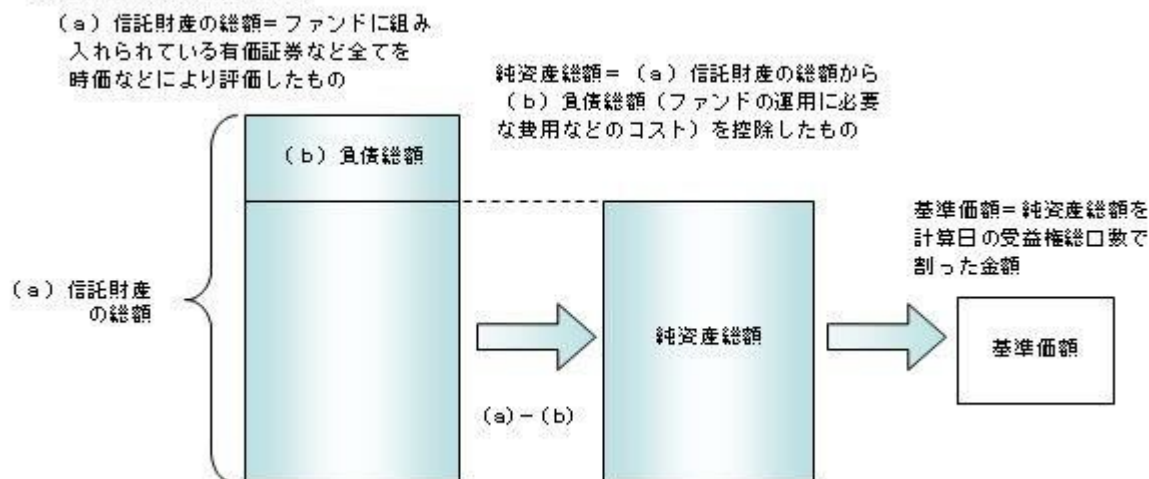 (a) 信託財産の総額=ファンドに組み
入れられている有価証券など全てを
時価などにより評価したもの
純資産総額= (a) 信託財産の総額から
(b) 負債総額(ファンドの運用に必要
な費用などのコスト)を控除したもの
(b) 負債総額
基準価額=純資産総額を
計算日の受益権総口数で
割った金額
(a) 信託財産
の総額
純資産総額
基準価額
(a)-(b)